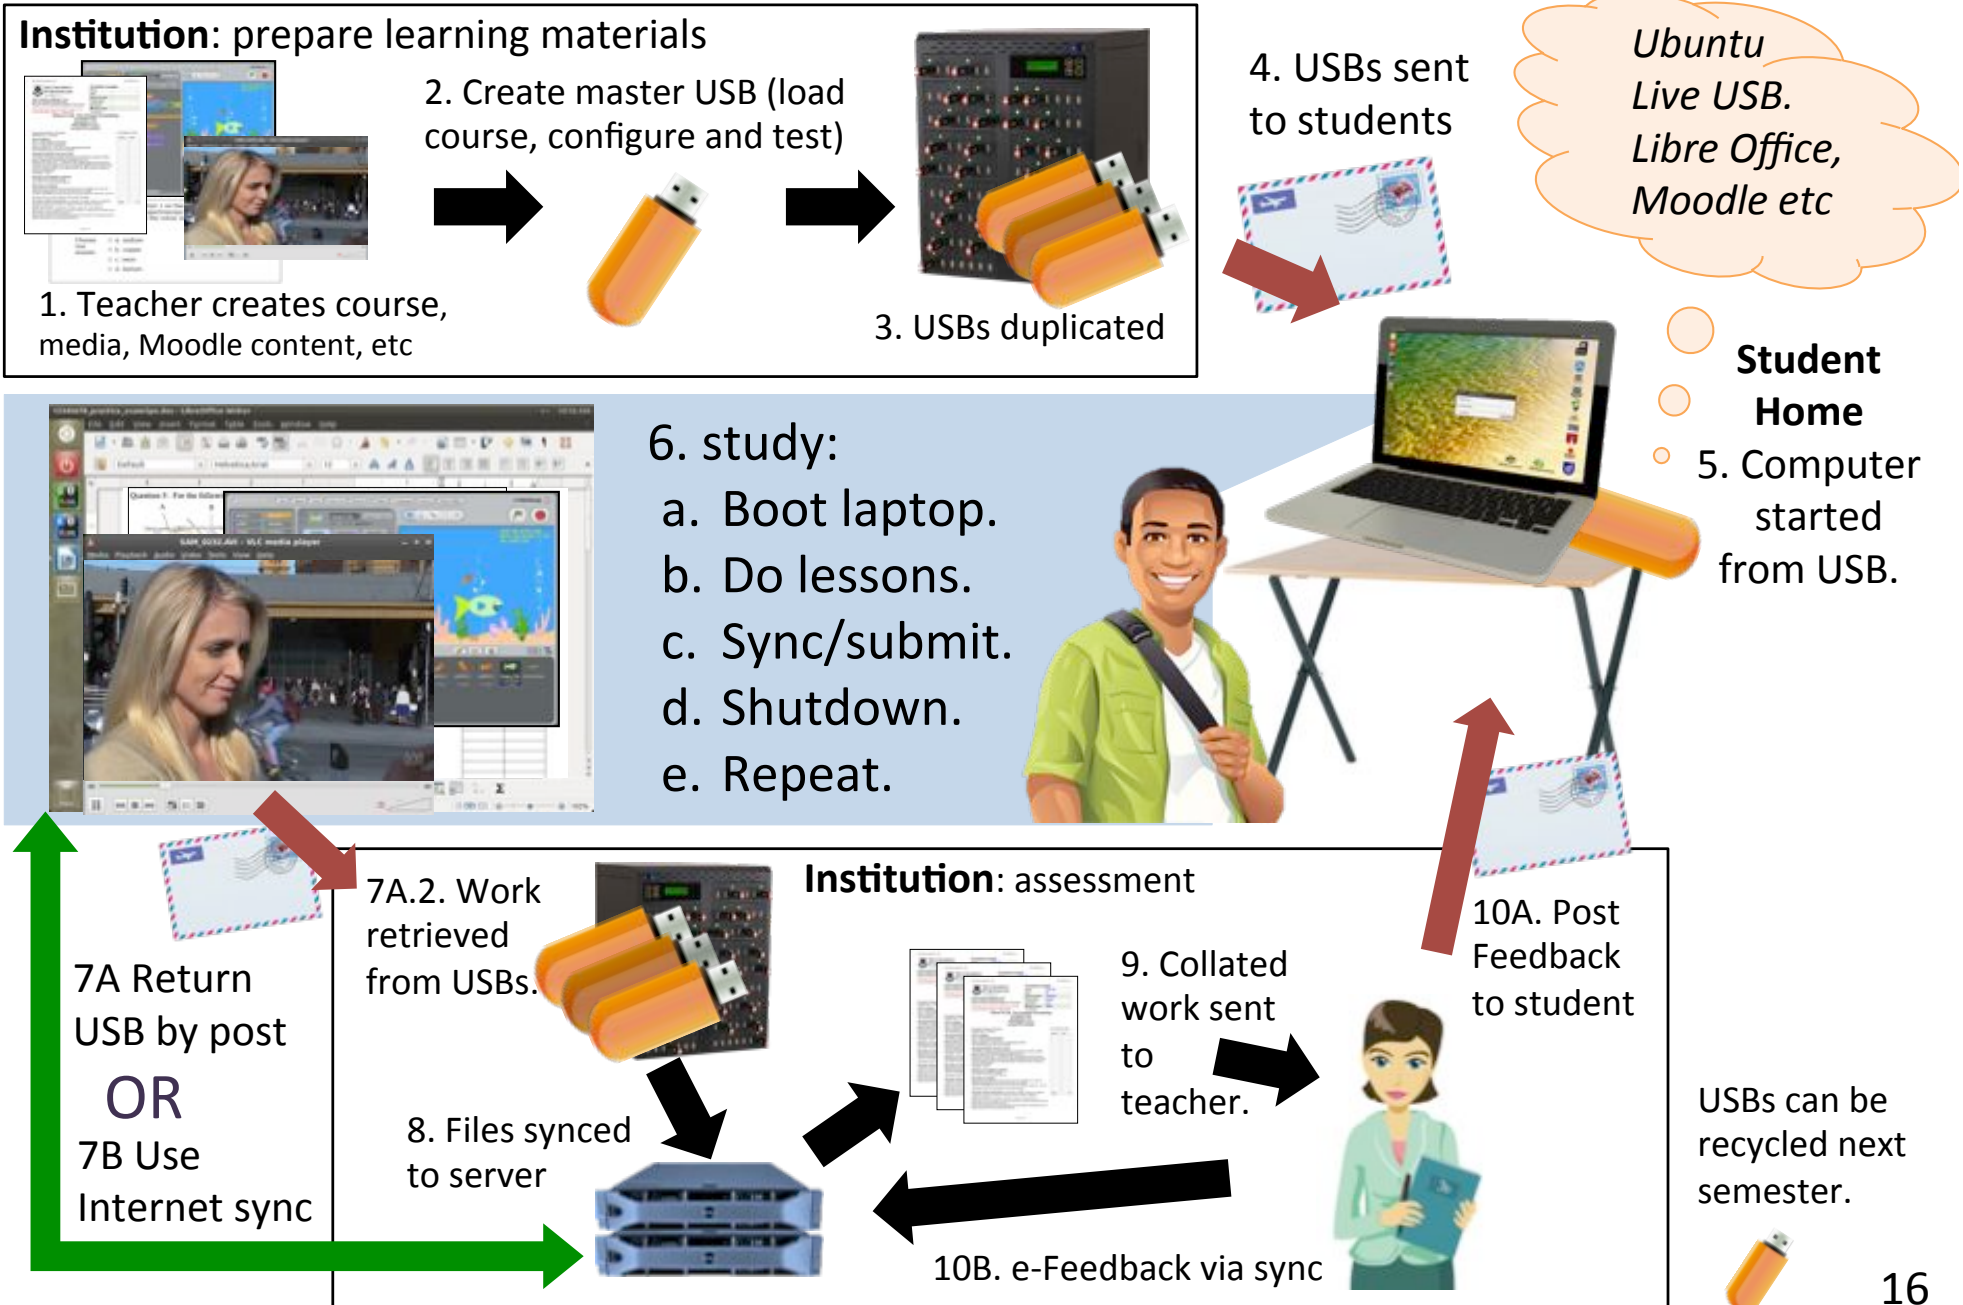 Institution: prepare learning materials
2. Create master USB (load
course, configure and test)
1. Teacher creates course,
media, Moodle content, etc
3. USBs duplicated
4. USBs sent
to students
Ubuntu
Live USB.
Libre Office,
Moodle etc
Student
Home
5. Computer
started
from USB.
6. study:
a. Boot laptop.
b. Do lessons.
c. Sync/submit.
d. Shutdown.
e. Repeat.
SAM_0232.AVI - VLC media player
7A Return
USB by post
OR
7B Use
Internet sync
Institution: assessment
7A.2. Work
retrieved
from USBs.
8. Files synced
to server
9. Collated
work sent
to
teacher.
10A. Post
Feedback
to student
10B. e-Feedback via sync
USBs can be
recycled next
semester.
16